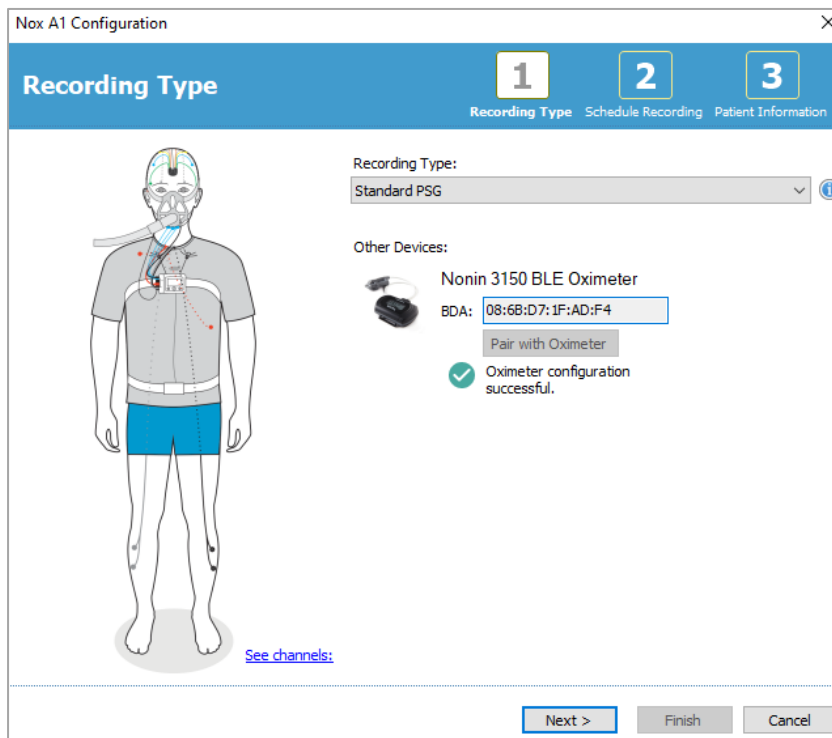 Nox A1 Configuration
Recording Type
1
Recording Type
2
Schedule Recording
3
Patient Information
Recording Type:
Standard PSG
Other Devices:
Nonin 3150 BLE Oximeter
BDA: 08:6B:D7:1F:AD:F4
Pair with Oximeter
Oximeter configuration
successful.
See channels:
Next >
Finish
Cancel